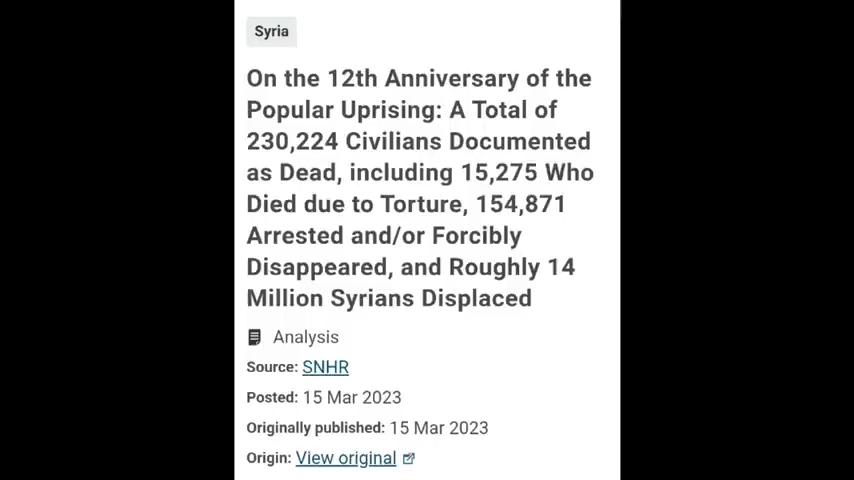 Syria
On the 12th Anniversary of the
Popular Uprising: A Total of
230,224 Civilians Documented
as Dead, including 15,275 Who
Died due to Torture, 154,871
Arrested and/or Forcibly
Disappeared, and Roughly 14
Million Syrians Displaced
Analysis
Source: SNHR
Posted: 15 Mar 2023
Originally published: 15 Mar 2023
Origin: View original